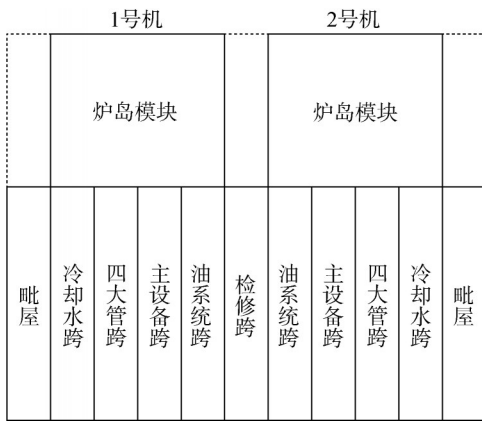 1号机
2号机
炉岛模块
炉岛模块
毗屋
冷却水跨
四大管跨
主设备跨
油系统跨
检修跨
油系统跨
主设备跨
四大管跨
冷却水跨
毗屋